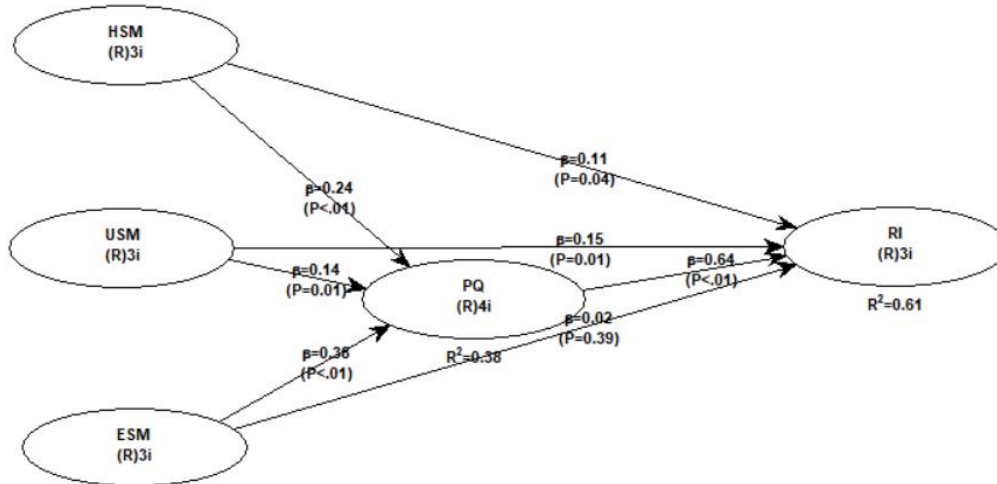 HSM
(R)3i
β=0.11
(P=0.04)
β=0.24
(P<.01)
USM
(R)3i
RI
(R)3i
β=0.15
(P=0.01)
β=0.64
(P<.01)
β=0.14
(P=0.01)
PQ
(R)4i
R²=0.61
β=0.02
(P=0.39)
β=0.36
(P<.01)
R²=0.38
ESM
(R)3i